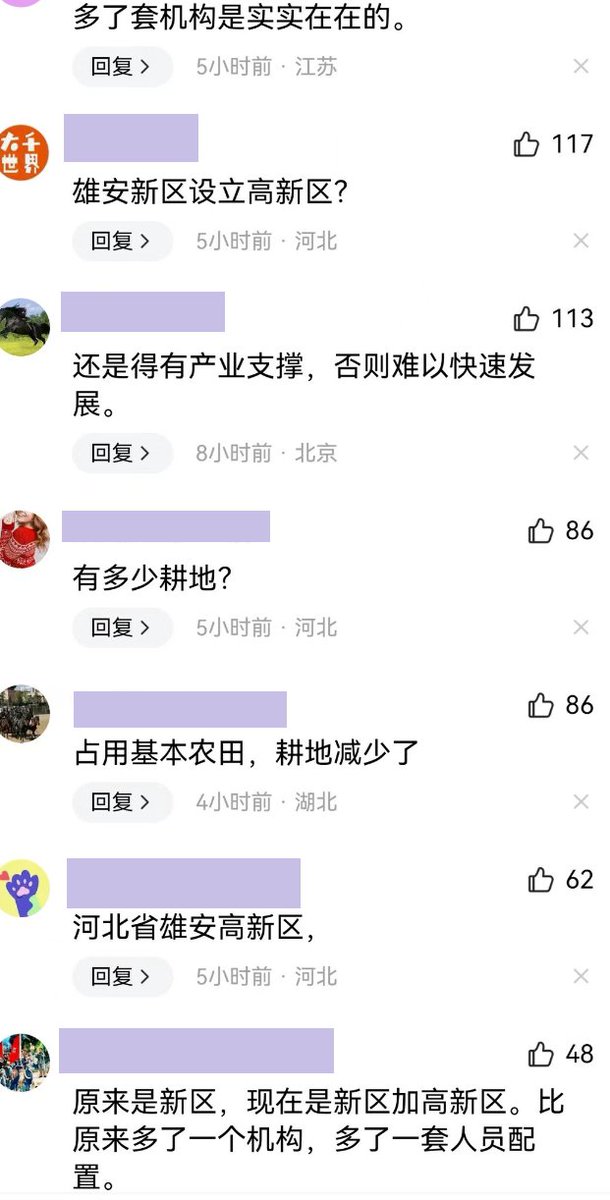 多了套机构是实实在在的。
回复 > 5小时前 · 江苏 ×
大千
世界
117
雄安新区设立高新区?
回复 > 5小时前 · 河北 ×
113
还是得有产业支撑，否则难以快速发
展。
回复 > 8小时前 · 北京 ×
86
有多少耕地?
回复 > 5小时前 · 河北 ×
86
占用基本农田，耕地减少了
回复 > 4小时前 · 湖北 ×
62
河北省雄安高新区，
回复 > 5小时前 · 河北 ×
48
原来是新区，现在是新区加高新区。比
原来多了一个机构，多了一套人员配
置。